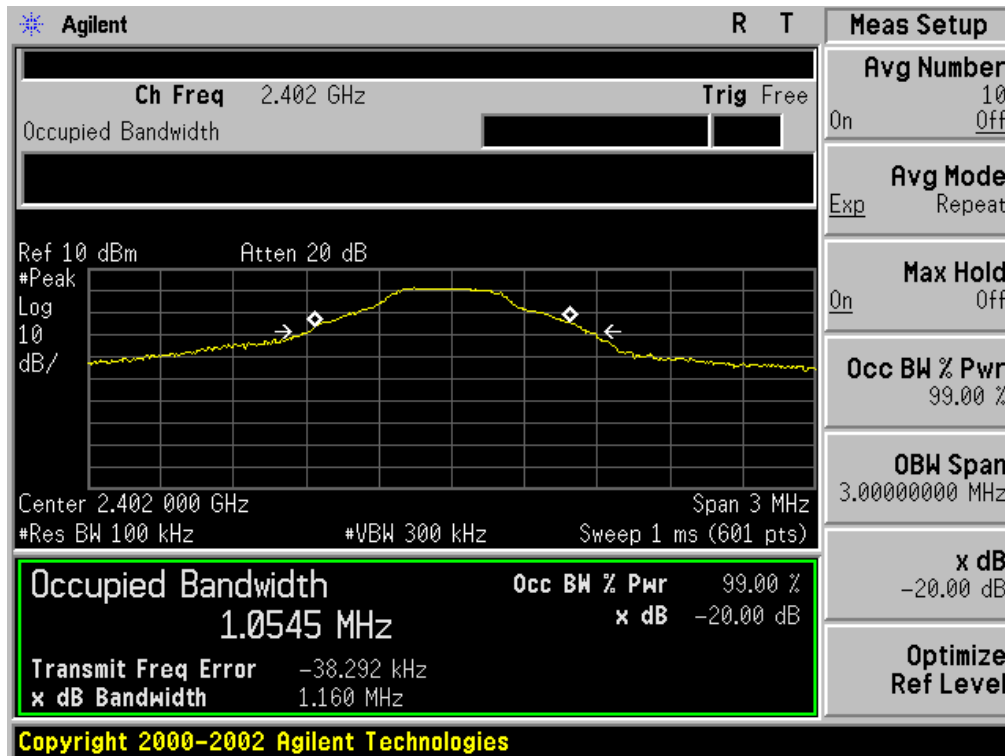 Agilent R T
Meas Setup
Avg Number
10
On Off
Ch Freq 2.402 GHz Trig Free
Occupied Bandwidth
Avg Mode
Exp Repeat
Max Hold
On Off
Occ BW % Pwr
99.00 %
OBW Span
3.00000000 MHz
x dB
-20.00 dB
Optimize
Ref Level
Ref 10 dBm Atten 20 dB
#Peak
Log
10
dB/
Center 2.402 000 GHz Span 3 MHz
#Res BW 100 kHz #VBW 300 kHz Sweep 1 ms (601 pts)
Occupied Bandwidth
1.0545 MHz
Occ BW % Pwr 99.00 %
x dB -20.00 dB
Transmit Freq Error -38.292 kHz
x dB Bandwidth 1.160 MHz
Copyright 2000-2002 Agilent Technologies